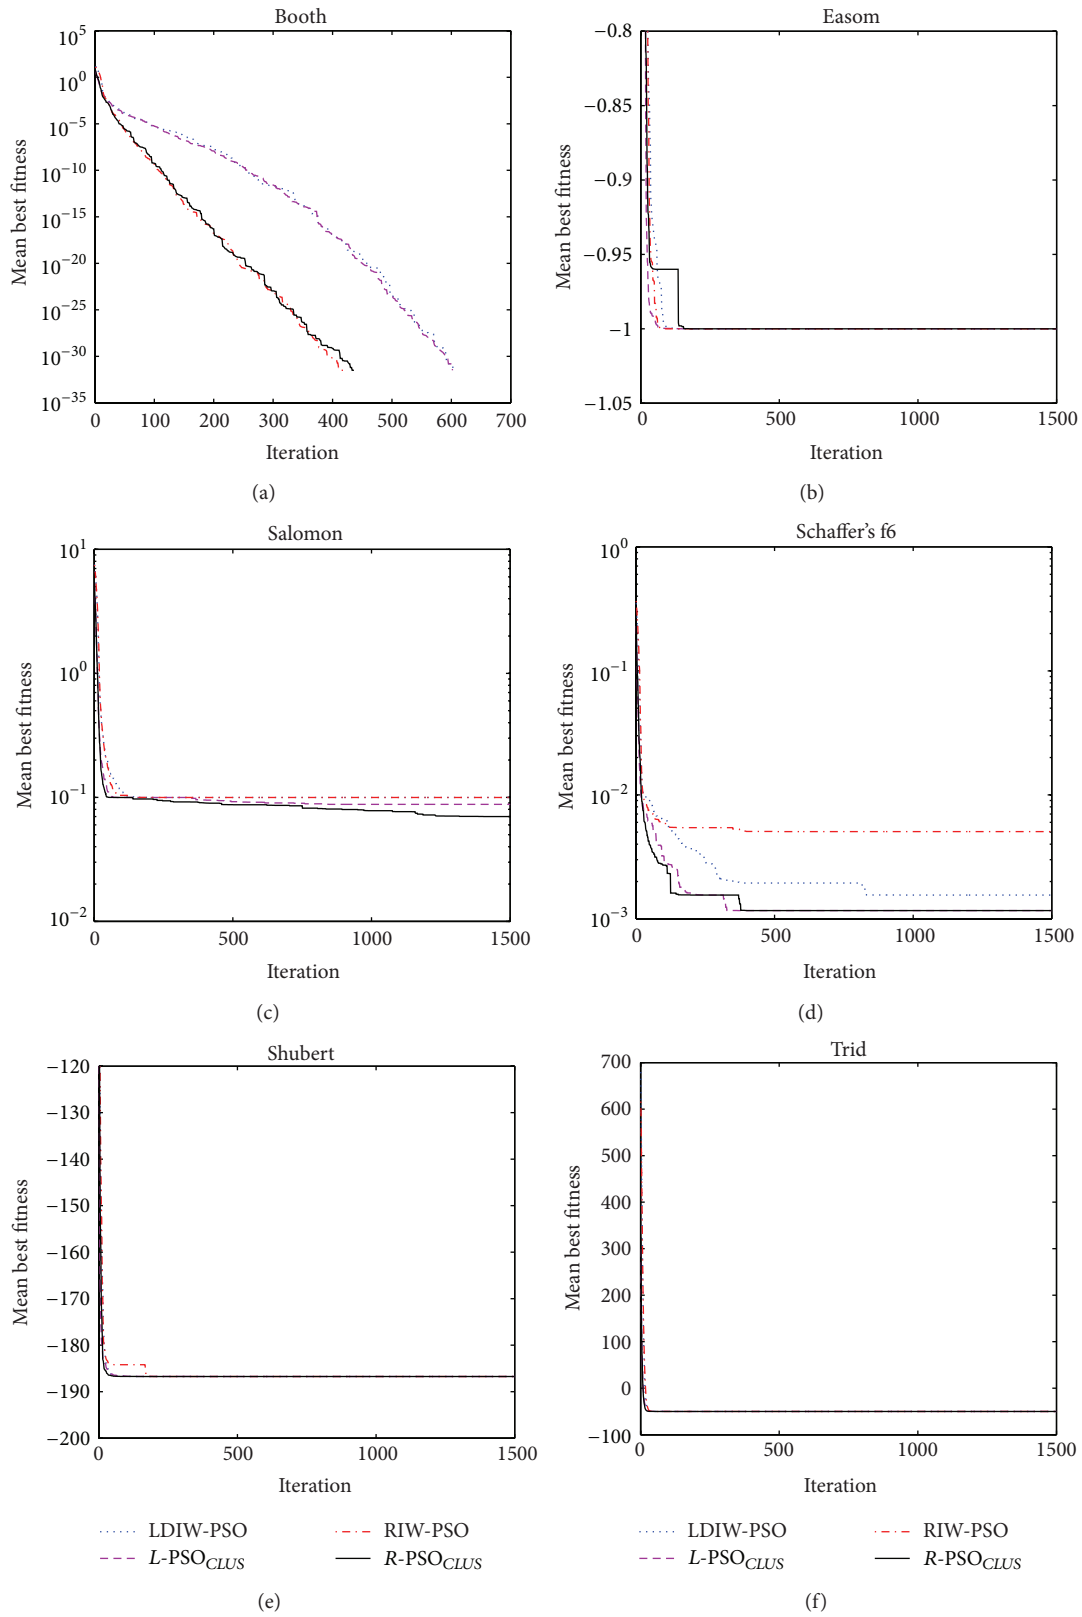 Booth
10^5
10^0
10^−5
10^−10
10^−15
10^−20
10^−25
10^−30
10^−35
Mean best fitness
0 100 200 300 400 500 600 700
Iteration
(a)
Easom
−0.8
−0.85
−0.9
−0.95
−1
−1.05
Mean best fitness
0 500 1000 1500
Iteration
(b)
Salomon
10^1
10^0
10^−1
10^−2
Mean best fitness
0 500 1000 1500
Iteration
(c)
Schaffer’s f6
10^0
10^−1
10^−2
10^−3
Mean best fitness
0 500 1000 1500
Iteration
(d)
Shubert
−120
−130
−140
−150
−160
−170
−180
−190
−200
Mean best fitness
0 500 1000 1500
Iteration
LDIW-PSO RIW-PSO
L-PSO_CLUS R-PSO_CLUS
(e)
Trid
700
600
500
400
300
200
100
0
−100
Mean best fitness
0 500 1000 1500
Iteration
LDIW-PSO RIW-PSO
L-PSO_CLUS R-PSO_CLUS
(f)